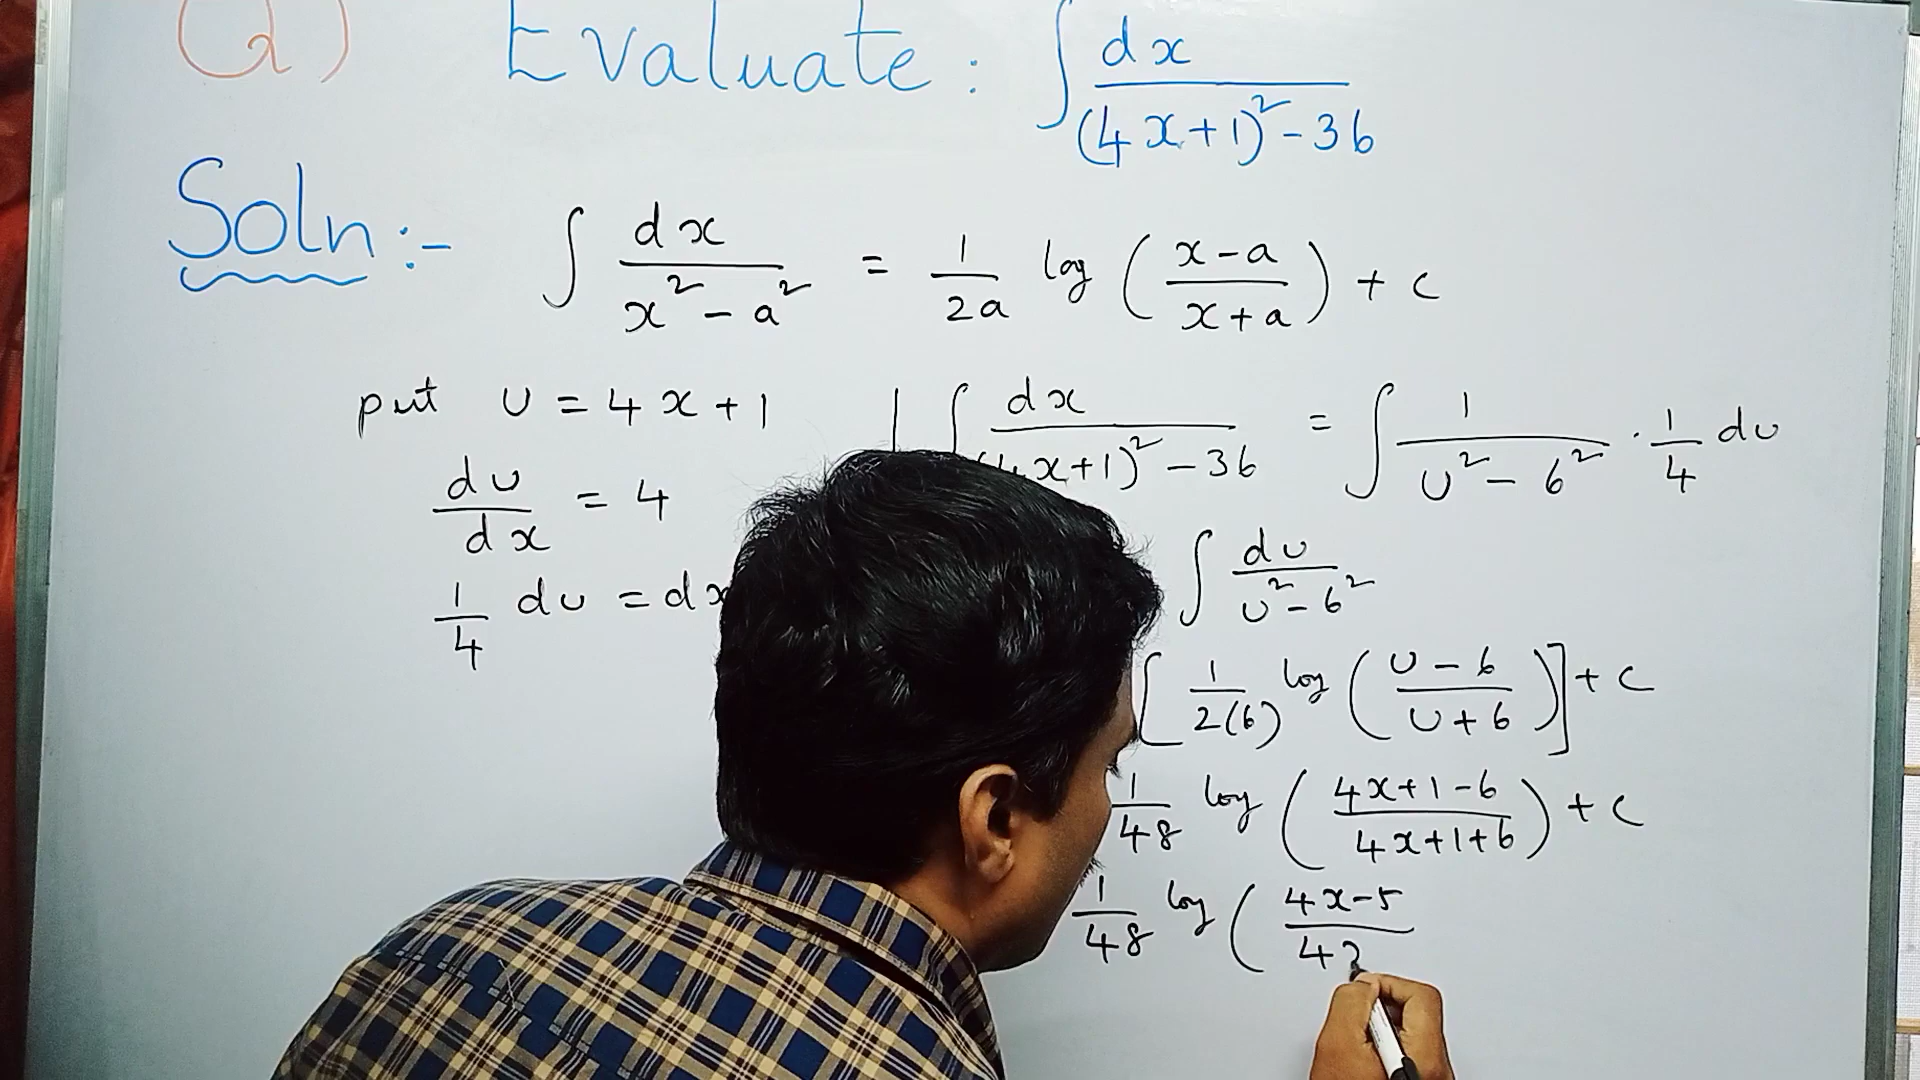 Q) Evaluate: ∫ dx / (4x+1)² - 36
Soln :- ∫ dx / x² - a² = 1/2a log ( x-a / x+a ) + c
put u = 4x+1 | ∫ dx / (4x+1)² - 36 = ∫ 1 / u² - 6² · 1/4 du
du/dx = 4
∫ du / u² - 6²
1/4 du = dx
[ 1/2(6) log ( u-6 / u+6 ) ] + c
1/48 log ( 4x+1-6 / 4x+1+6 ) + c
1/48 log ( 4x-5 / 4